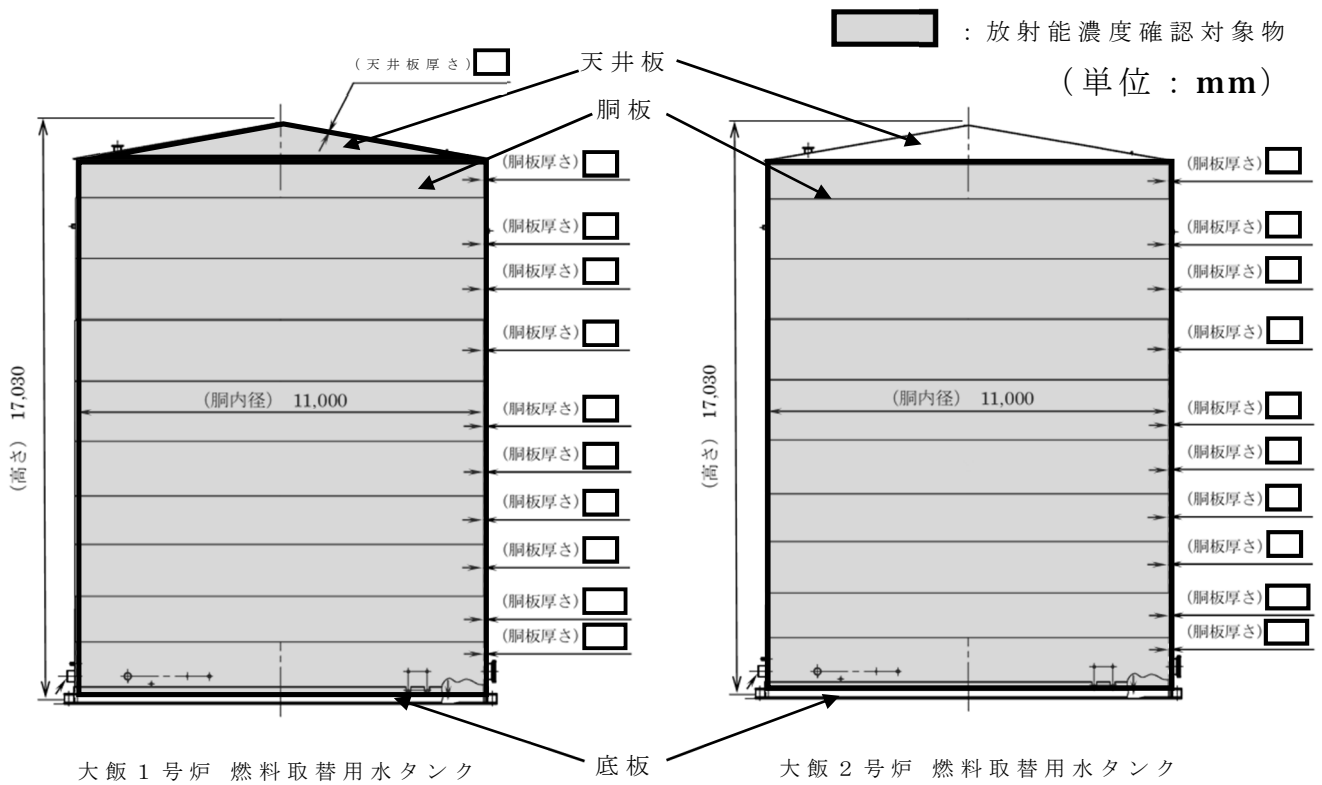 ：放射能濃度確認対象物
（単位：mm）
（天井板厚さ）
天井板
胴板
（胴板厚さ）
（胴板厚さ）
（胴板厚さ）
（胴板厚さ）
（胴板厚さ）
（胴板厚さ）
（胴板厚さ）
（胴板厚さ）
（胴板厚さ）
（胴板厚さ）
（高さ） 17,030
（胴内径） 11,000
（胴板厚さ）
（胴板厚さ）
（胴板厚さ）
（胴板厚さ）
（胴板厚さ）
（胴板厚さ）
（胴板厚さ）
（胴板厚さ）
（胴板厚さ）
（胴板厚さ）
（高さ） 17,030
（胴内径） 11,000
底板
大飯１号炉 燃料取替用水タンク
大飯２号炉 燃料取替用水タンク